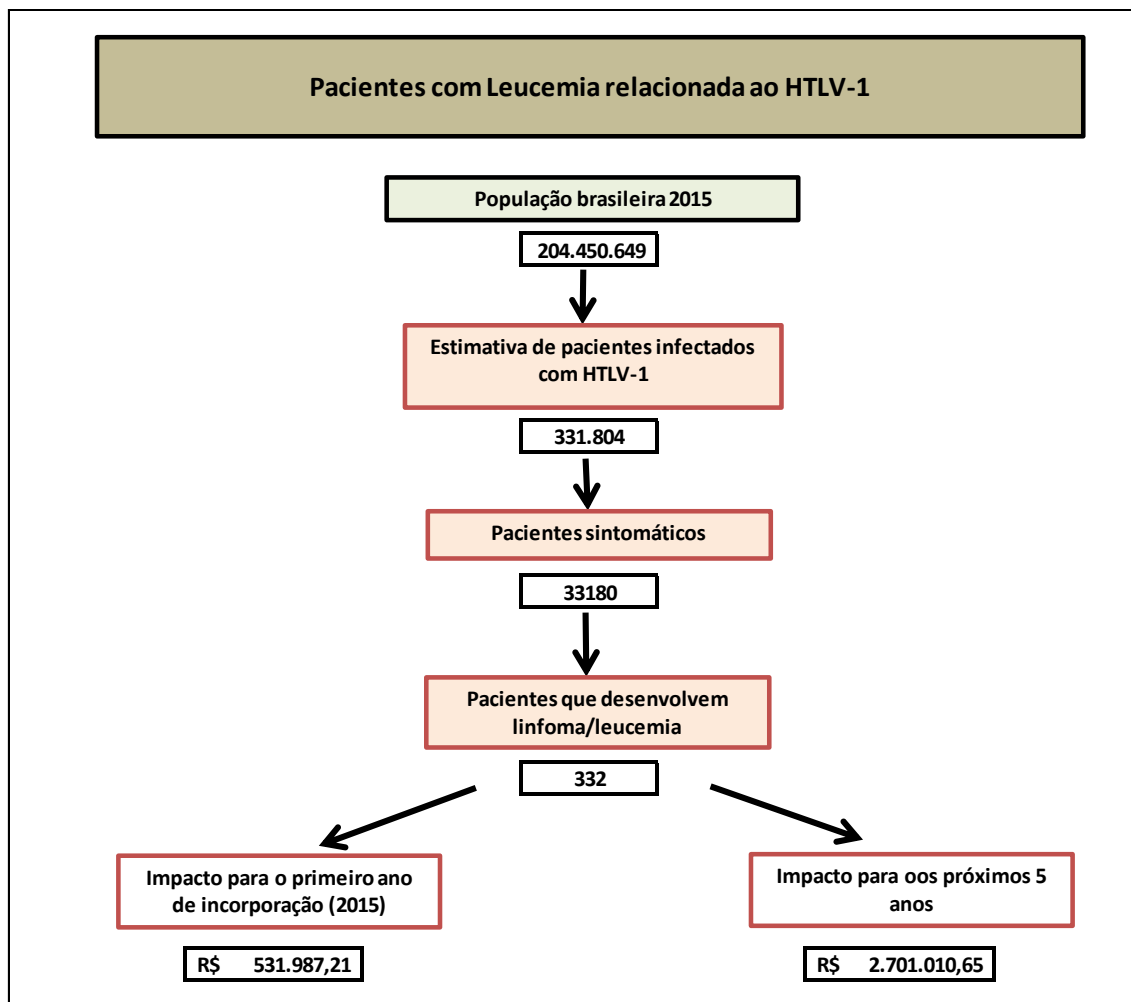 Pacientes com Leucemia relacionada ao HTLV-1
População brasileira 2015
204.450.649
Estimativa de pacientes infectados
com HTLV-1
331.804
Pacientes sintomáticos
33180
Pacientes que desenvolvem
linfoma/leucemia
332
Impacto para o primeiro ano
de incorporação (2015)
R$ 531.987,21
Impacto para oos próximos 5
anos
R$ 2.701.010,65